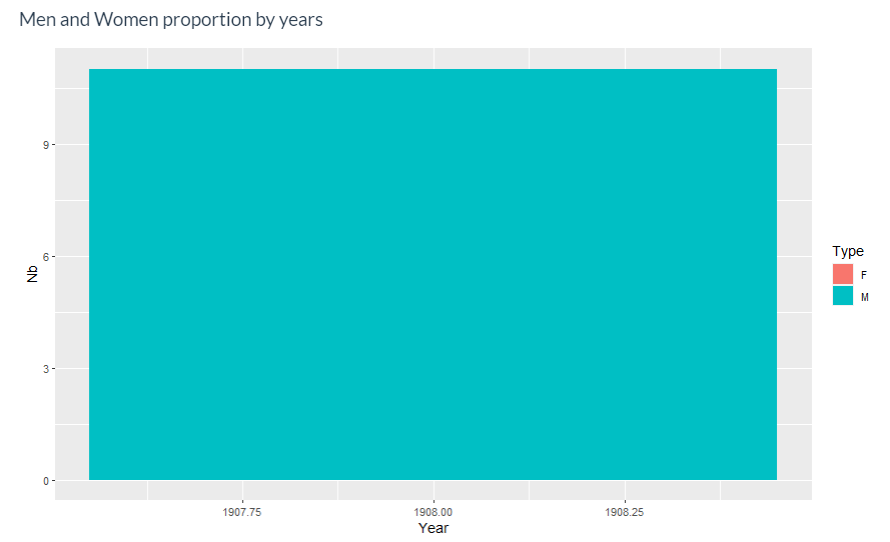 Men and Women proportion by years
9
6
3
0
Nb
1907.75 1908.00 1908.25
Year
Type
F
M